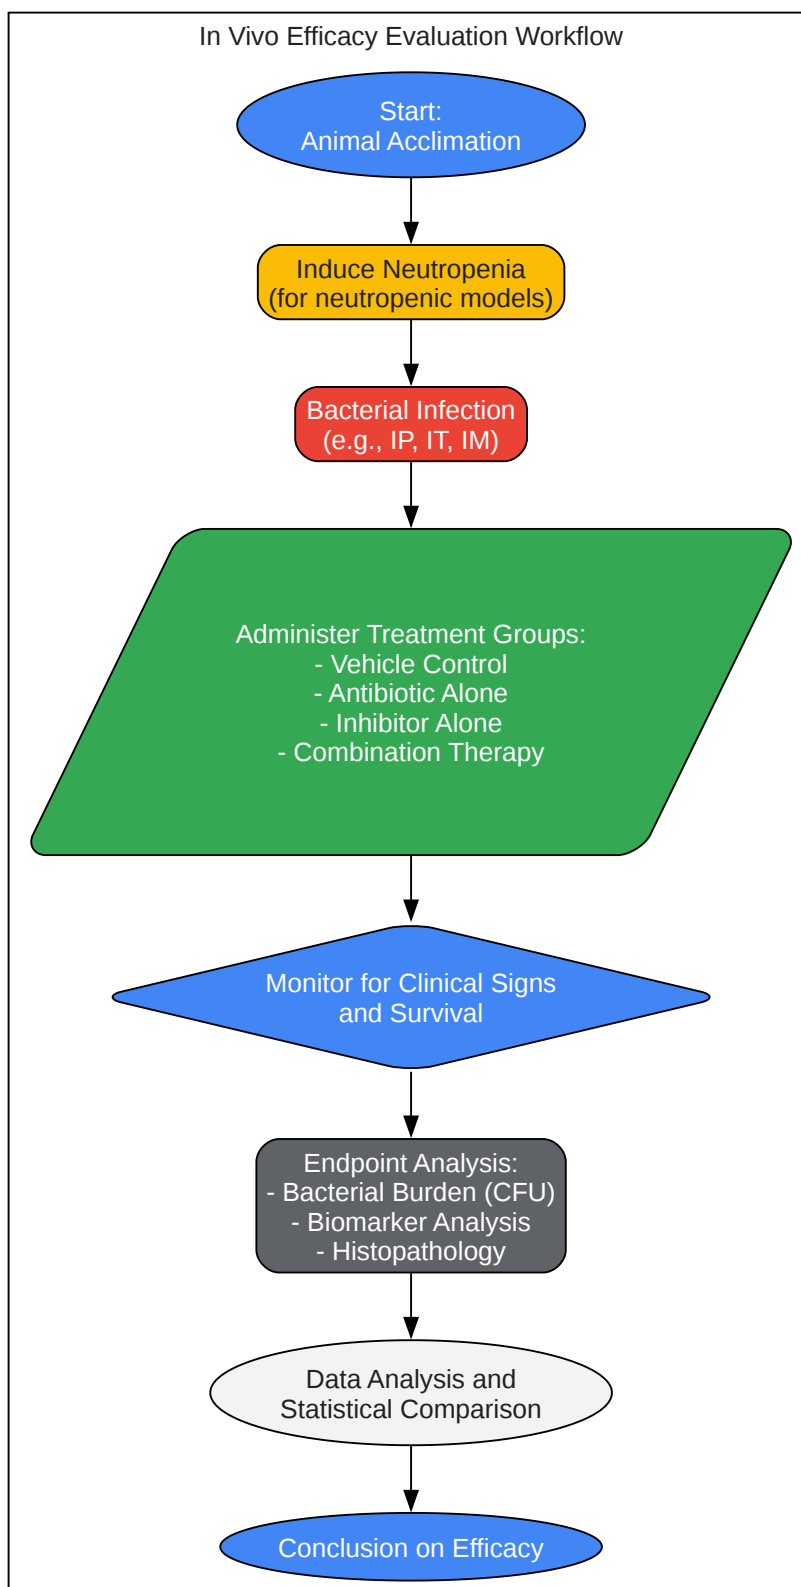 In Vivo Efficacy Evaluation Workflow
Start:
Animal Acclimation
Induce Neutropenia
(for neutropenic models)
Bacterial Infection
(e.g., IP, IT, IM)
Administer Treatment Groups:
- Vehicle Control
- Antibiotic Alone
- Inhibitor Alone
- Combination Therapy
Monitor for Clinical Signs
and Survival
Endpoint Analysis:
- Bacterial Burden (CFU)
- Biomarker Analysis
- Histopathology
Data Analysis and
Statistical Comparison
Conclusion on Efficacy